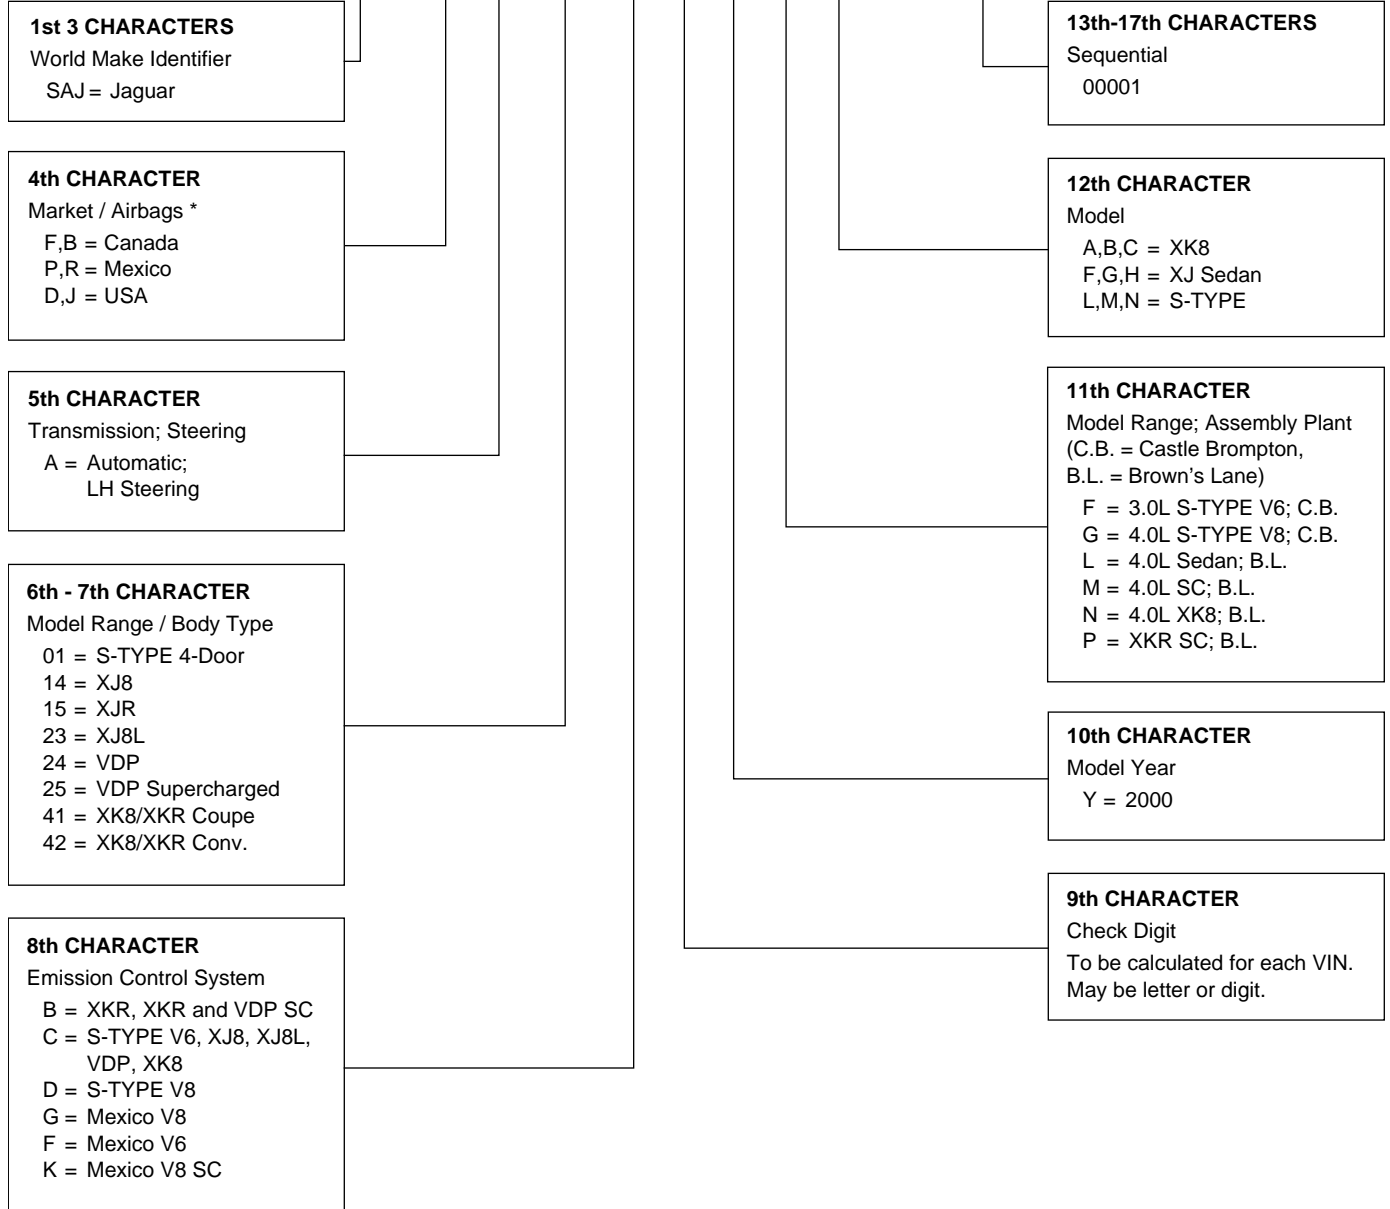 1st 3 CHARACTERS
World Make Identifier
SAJ = Jaguar
4th CHARACTER
Market / Airbags *
F,B = Canada
P,R = Mexico
D,J = USA
5th CHARACTER
Transmission; Steering
A = Automatic;
LH Steering
6th - 7th CHARACTER
Model Range / Body Type
01 = S-TYPE 4-Door
14 = XJ8
15 = XJR
23 = XJ8L
24 = VDP
25 = VDP Supercharged
41 = XK8/XKR Coupe
42 = XK8/XKR Conv.
8th CHARACTER
Emission Control System
B = XKR, XKR and VDP SC
C = S-TYPE V6, XJ8, XJ8L,
VDP, XK8
D = S-TYPE V8
G = Mexico V8
F = Mexico V6
K = Mexico V8 SC
13th-17th CHARACTERS
Sequential
00001
12th CHARACTER
Model
A,B,C = XK8
F,G,H = XJ Sedan
L,M,N = S-TYPE
11th CHARACTER
Model Range; Assembly Plant
(C.B. = Castle Brompton,
B.L. = Brown's Lane)
F = 3.0L S-TYPE V6; C.B.
G = 4.0L S-TYPE V8; C.B.
L = 4.0L Sedan; B.L.
M = 4.0L SC; B.L.
N = 4.0L XK8; B.L.
P = XKR SC; B.L.
10th CHARACTER
Model Year
Y = 2000
9th CHARACTER
Check Digit
To be calculated for each VIN.
May be letter or digit.